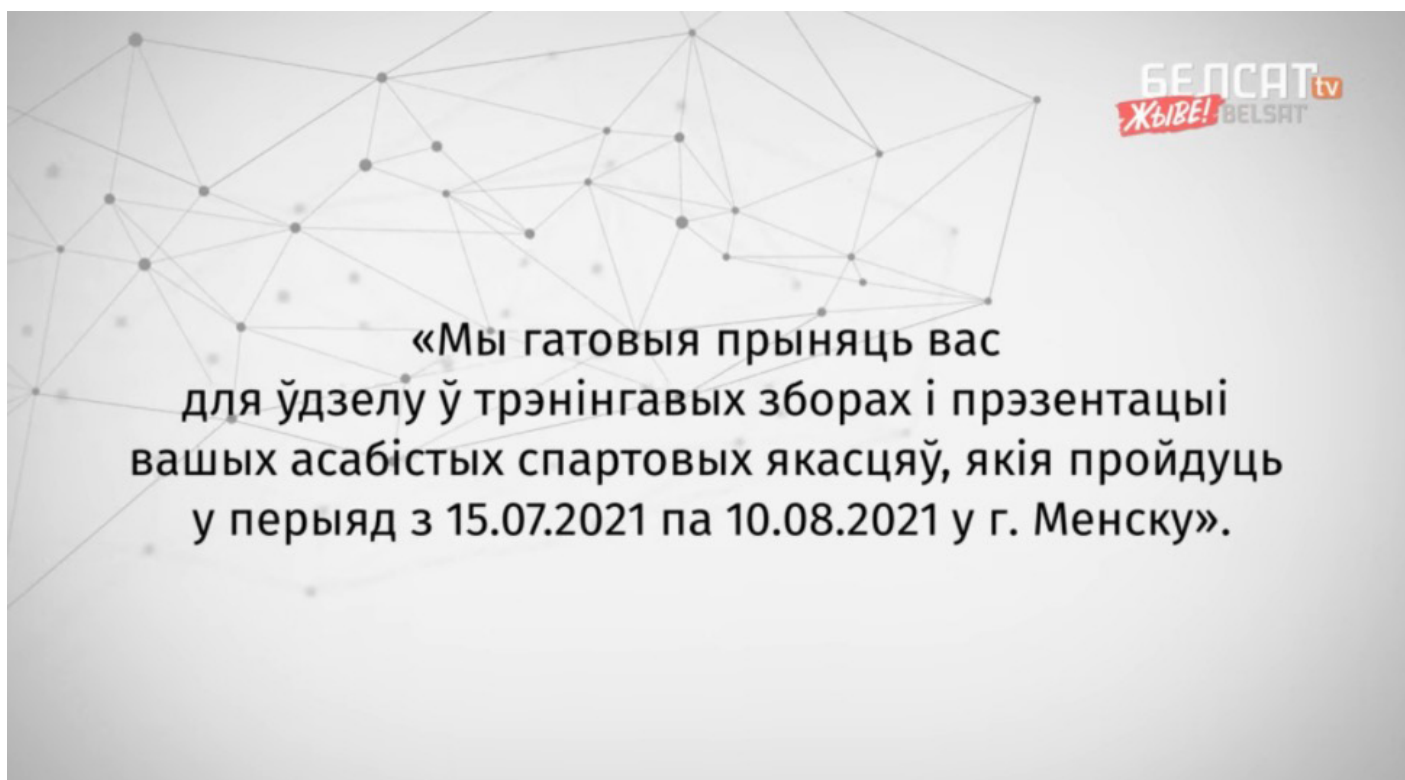 БЕЛСАТ tv
ЖЫВЕ! BELSAT
«Мы гатовыя прыняць вас
для ўдзелу ў трэнінгавых зборах і прэзентацыі
вашых асабістых спартовых якасцяў, якія пройдуць
у перыяд з 15.07.2021 па 10.08.2021 у г. Менску».